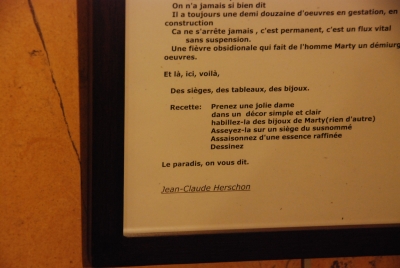 On n'a jamais si bien dit
Il a toujours une demi douzaine d'oeuvres en gestation, en
construction
Ca ne s'arrête jamais , c'est permanent, c'est un flux vital
sans suspension.
Une fièvre obsidionale qui fait de l'homme Marty un démiurg
oeuvres.
Et là, ici, voilà,
Des sièges, des tableaux, des bijoux.
Recette: Prenez une jolie dame
dans un décor simple et clair
habillez-la des bijoux de Marty(rien d'autre)
Asseyez-la sur un siège du susnommé
Assaisonnez d'une essence raffinée
Dessinez
Le paradis, on vous dit.
Jean-Claude Herschon